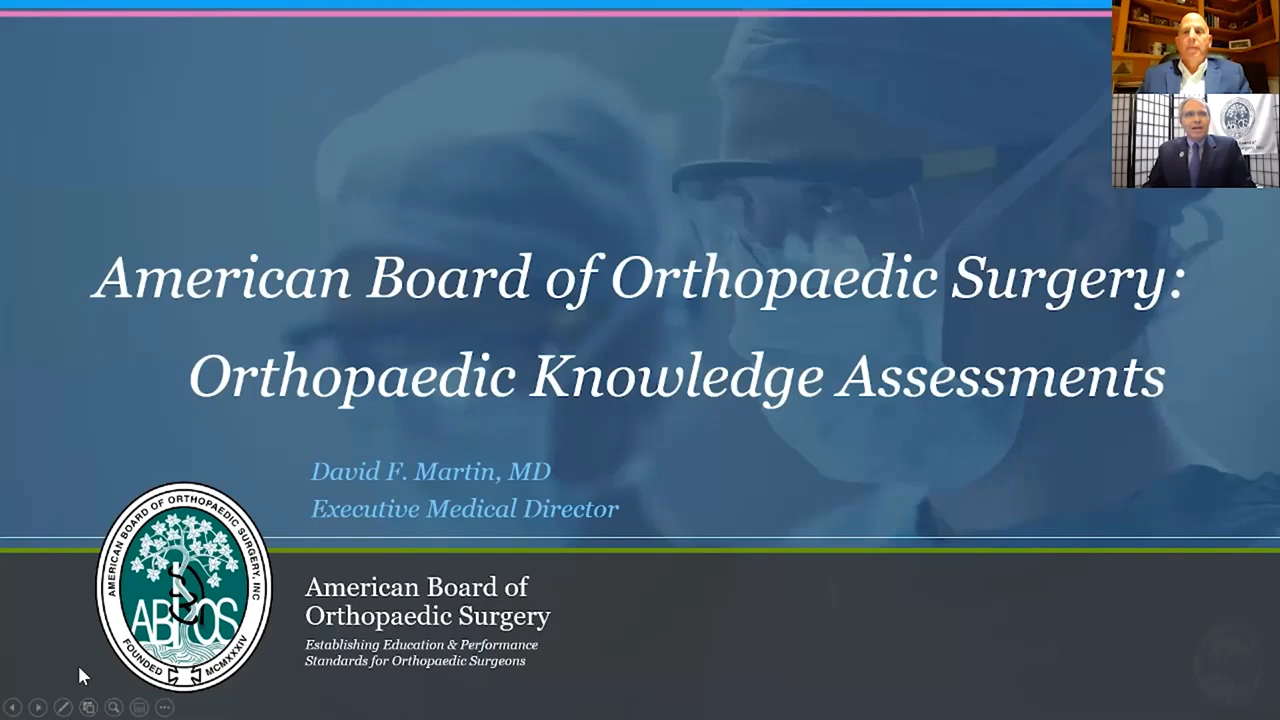 American Board of Orthopaedic Surgery:
Orthopaedic Knowledge Assessments
David F. Martin, MD
Executive Medical Director
AMERICAN BOARD OF ORTHOPAEDIC SURGERY, INC
ABOS
FOUNDED MCMXXXIV
American Board of
Orthopaedic Surgery
Establishing Education & Performance
Standards for Orthopaedic Surgeons